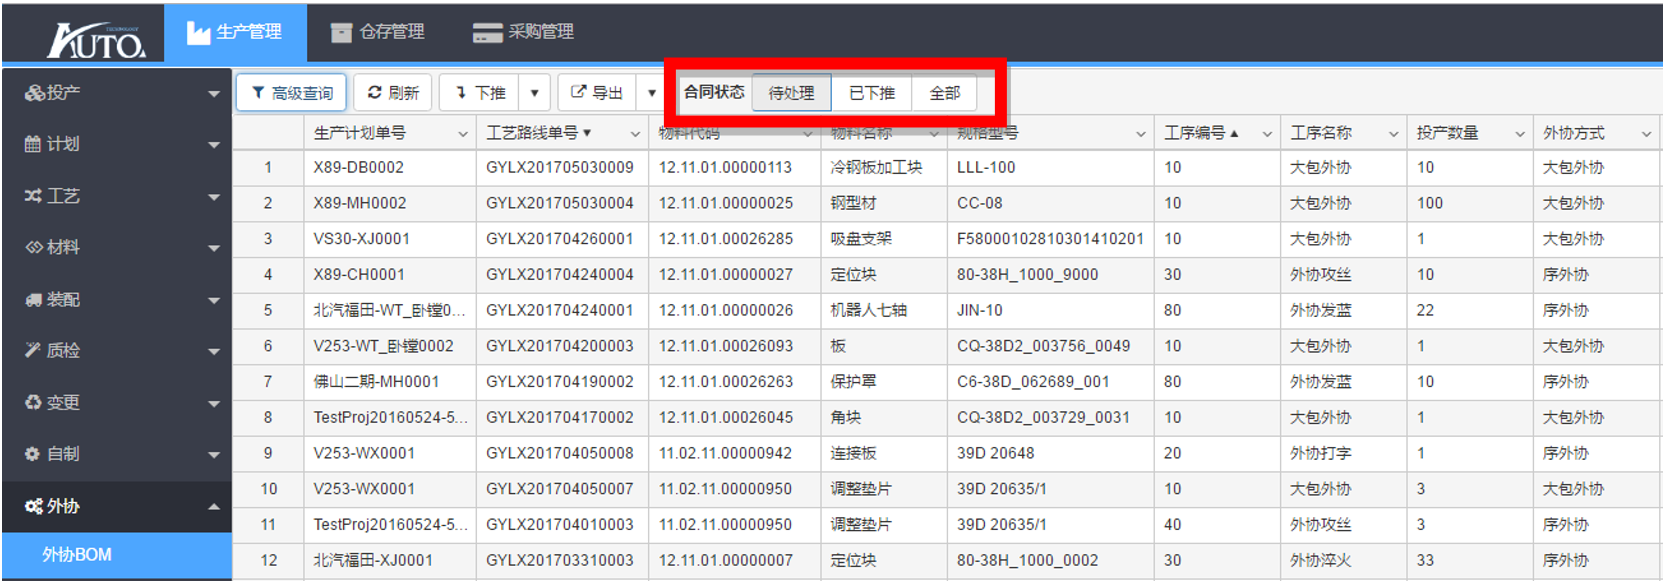 AUTO. TECHNOLOGY 生产管理 仓存管理 采购管理
投产
计划
工艺
材料
装配
质检
变更
自制
外协
外协BOM
高级查询 刷新 下推 导出 合同状态 待处理 已下推 全部
生产计划单号 工艺路线单号 物料代码 物料名称 规格型号 工序编号 工序名称 投产数量 外协方式
1 X89-DB0002 GYLX201705030009 12.11.01.00000113 冷钢板加工块 LLL-100 10 大包外协 10 大包外协
2 X89-MH0002 GYLX201705030004 12.11.01.00000025 钢型材 CC-08 10 大包外协 100 大包外协
3 VS30-XJ0001 GYLX201704260001 12.11.01.00026285 吸盘支架 F58000102810301410201 10 大包外协 1 大包外协
4 X89-CH0001 GYLX201704240004 12.11.01.00000027 定位块 80-38H_1000_9000 30 外协攻丝 10 序外协
5 北汽福田-WT_卧镗0... GYLX201704240001 12.11.01.00000026 机器人七轴 JIN-10 80 外协发蓝 22 序外协
6 V253-WT_卧镗0002 GYLX201704200003 12.11.01.00026093 板 CQ-38D2_003756_0049 10 大包外协 1 大包外协
7 佛山二期-MH0001 GYLX201704190002 12.11.01.00026263 保护罩 C6-38D_062689_001 80 外协发蓝 10 序外协
8 TestProj20160524-5... GYLX201704170002 12.11.01.00026045 角块 CQ-38D2_003729_0031 10 大包外协 1 大包外协
9 V253-WX0001 GYLX201704050008 11.02.11.00000942 连接板 39D 20648 20 外协打字 1 序外协
10 V253-WX0001 GYLX201704050007 11.02.11.00000950 调整垫片 39D 20635/1 10 大包外协 3 大包外协
11 TestProj20160524-5... GYLX201704010003 11.02.11.00000950 调整垫片 39D 20635/1 40 外协攻丝 3 序外协
12 北汽福田-XJ0001 GYLX201703310003 12.11.01.00000007 定位块 80-38H_1000_0002 30 外协淬火 33 序外协